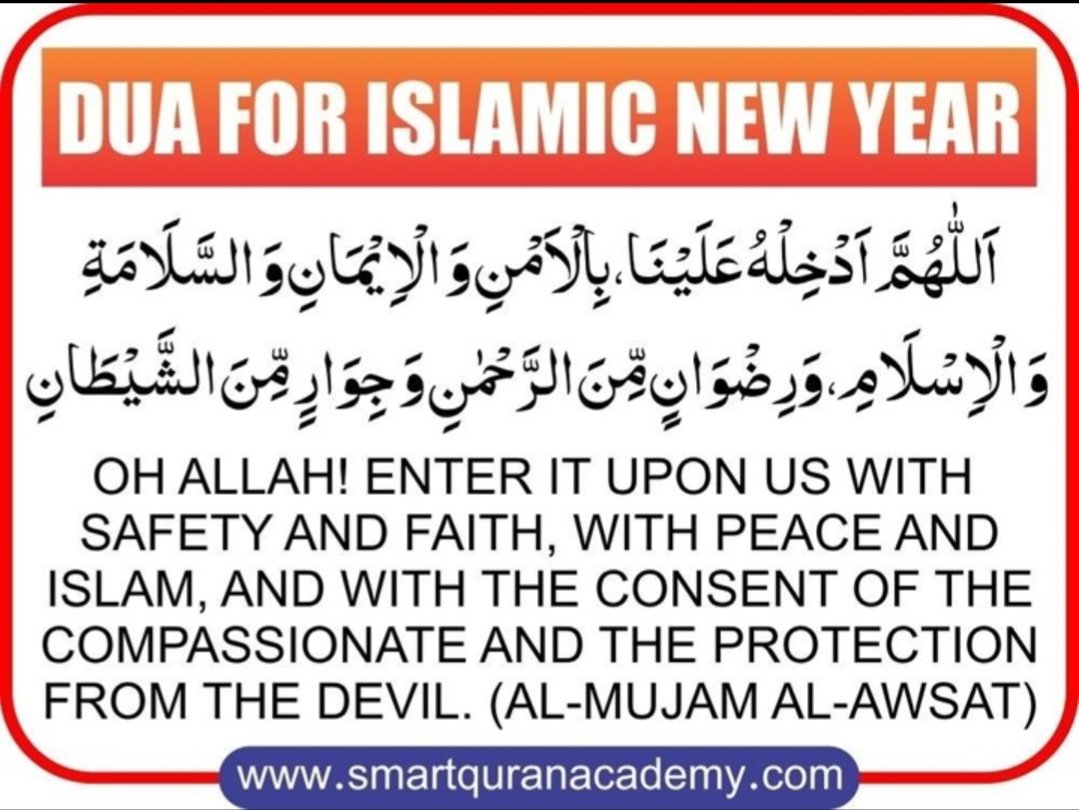 DUA FOR ISLAMIC NEW YEAR
اَللّٰهُمَّ اَدْخِلْهُ عَلَيْنَا، بِالْاَمْنِ وَ الْاِيْمَانِ وَ السَّلَامَةِ
وَ الْاِسْلَامِ، وَرِضْوَانٍ مِّنَ الرَّحْمٰنِ وَ جِوَارٍ مِّنَ الشَّيْطَانِ
OH ALLAH! ENTER IT UPON US WITH
SAFETY AND FAITH, WITH PEACE AND
ISLAM, AND WITH THE CONSENT OF THE
COMPASSIONATE AND THE PROTECTION
FROM THE DEVIL. (AL-MUJAM AL-AWSAT)
www.smartquranacademy.com